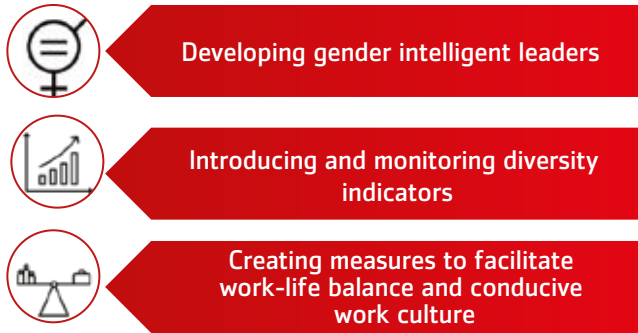 Developing gender intelligent leaders
Introducing and monitoring diversity
indicators
Creating measures to facilitate
work-life balance and conducive
work culture